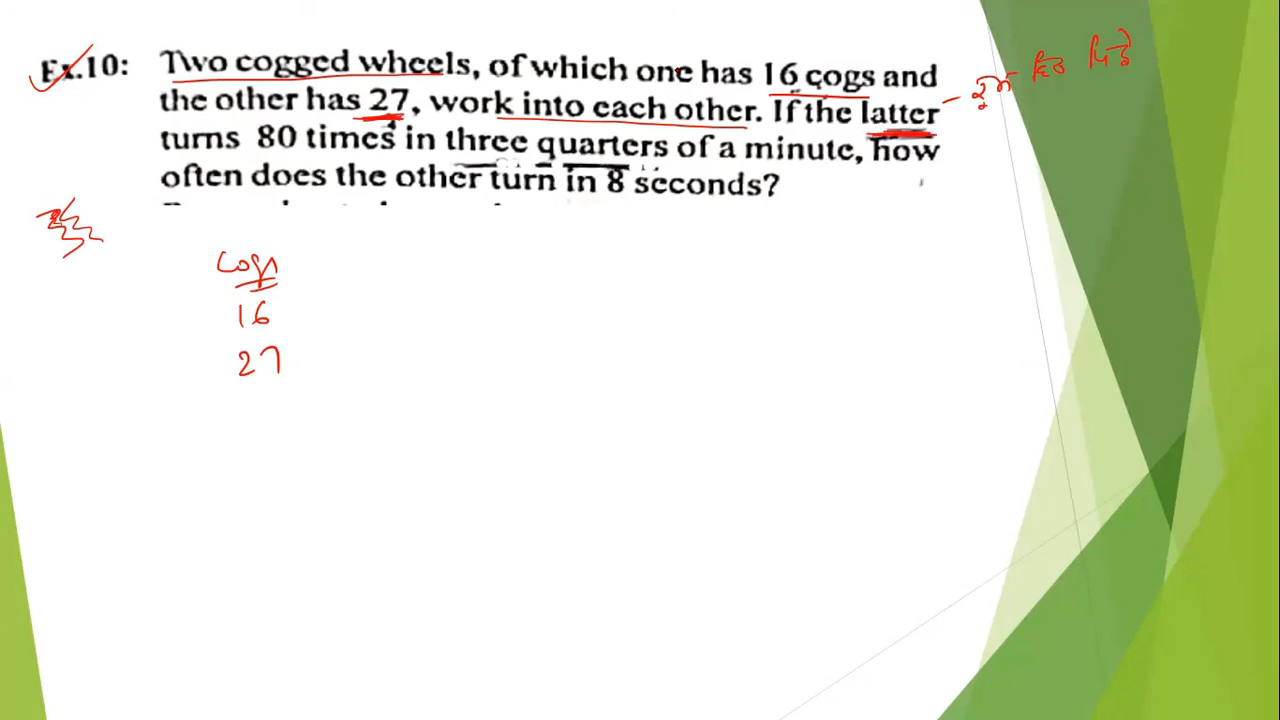 Ex.10: Two cogged wheels, of which one has 16 cogs and
the other has 27, work into each other. If the latter
turns 80 times in three quarters of a minute, how
often does the other turn in 8 seconds?
Cogs
16
27